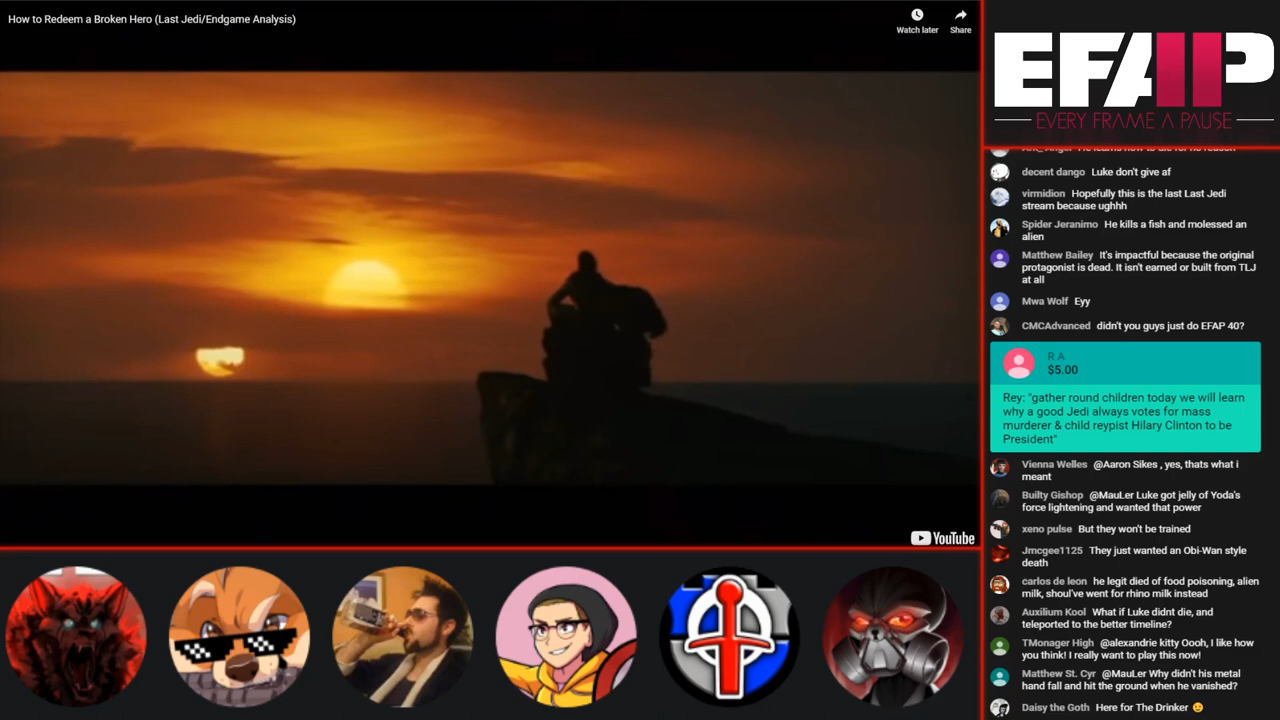 How to Redeem a Broken Hero (Last Jedi/Endgame Analysis)
Watch later
Share
YouTube
EFAP
EVERY FRAME A PAUSE
decent dango Luke don't give af
virmidion Hopefully this is the last Last Jedi
stream because ughhh
Spider Jeranimo He kills a fish and molessed an
alien
Matthew Bailey It's impactful because the original
protagonist is dead. It isn't earned or built from TLJ
at all
Mwa Wolf Eyy
CMCAdvanced didn't you guys just do EFAP 40?
R A
$5.00
Rey: "gather round children today we will learn
why a good Jedi always votes for mass
murderer & child reypist Hilary Clinton to be
President"
Vienna Welles @Aaron Sikes , yes, thats what i
meant
Builty Gishop @MauLer Luke got jelly of Yoda's
force lightening and wanted that power
xeno pulse But they won't be trained
Jmcgee1125 They just wanted an Obi-Wan style
death
carlos de leon he legit died of food poisoning, alien
milk, shoul've went for rhino milk instead
Auxilium Kool What if Luke didnt die, and
teleported to the better timeline?
TMonager High @alexandrie kitty Oooh, I like how
you think! I really want to play this now!
Matthew St. Cyr @MauLer Why didn't his metal
hand fall and hit the ground when he vanished?
Daisy the Goth Here for The Drinker 😉